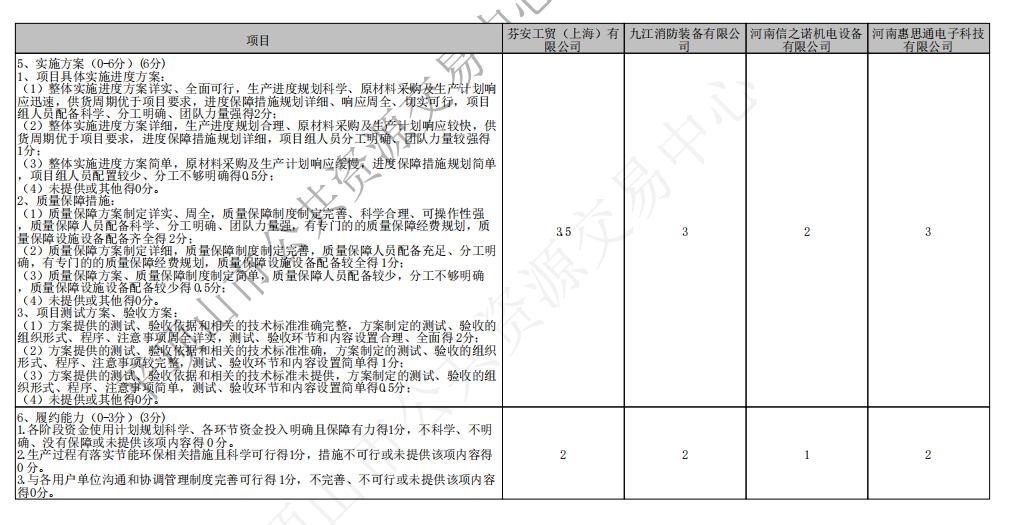 项目
芬安工贸（上海）有
限公司
九江消防装备有限公
司
河南信之诺机电设备
有限公司
河南惠思通电子科技
有限公司
5、实施方案（0-6分）(6分)
1、项目具体实施进度方案：
（1）整体实施进度方案详实、全面可行，生产进度规划科学、原材料采购及生产计划响
应迅速，供货周期优于项目要求，进度保障措施规划详细、响应周全、切实可行，项目
组人员配备科学、分工明确、团队力量强得2分；
（2）整体实施进度方案详细，生产进度规划合理、原材料采购及生产计划响应较快，供
货周期优于项目要求，进度保障措施规划详细，项目组人员分工明确、团队力量较强得
1分；
（3）整体实施进度方案简单，原材料采购及生产计划响应缓慢，进度保障措施规划简单
，项目组人员配置较少、分工不够明确得0.5分；
（4）未提供或其他得0分。
2、质量保障措施：
（1）质量保障方案制定详实、周全，质量保障制度制定完善、科学合理、可操作性强
，质量保障人员配备科学、分工明确、团队力量强，有专门的的质量保障经费规划，质
量保障设施设备配备齐全得 2分；
（2）质量保障方案制定详细，质量保障制度制定完善，质量保障人员配备充足、分工明
确，有专门的的质量保障经费规划，质量保障设施设备配备较全得 1分；
（3）质量保障方案、质量保障制度制定简单，质量保障人员配备较少，分工不够明确
，质量保障设施设备配备较少得 0.5分；
（4）未提供或其他得0分。
3、项目测试方案、验收方案：
（1）方案提供的测试、验收依据和相关的技术标准准确完整，方案制定的测试、验收的
组织形式、程序、注意事项周全详实，测试、验收环节和内容设置合理、全面得 2分；
（2）方案提供的测试、验收依据和相关的技术标准准确，方案制定的测试、验收的组织
形式、程序、注意事项较完整，测试、验收环节和内容设置简单得 1分；
（3）方案提供的测试、验收依据和相关的技术标准未提供，方案制定的测试、验收的组
织形式、程序、注意事项简单，测试、验收环节和内容设置简单得0.5分；
（4）未提供或其他得0分。
3.5
3
2
3
6、履约能力（0-3分）(3分)
1.各阶段资金使用计划规划科学、各环节资金投入明确且保障有力得1分，不科学、不明
确、没有保障或未提供该项内容得 0 分。
2.生产过程有落实节能环保相关措施且科学可行得1分，措施不可行或未提供该项内容得
0 分。
3.与各用户单位沟通和协调管理制度完善可行得 1分，不完善、不可行或未提供该项内容
得0分。
2
2
1
2